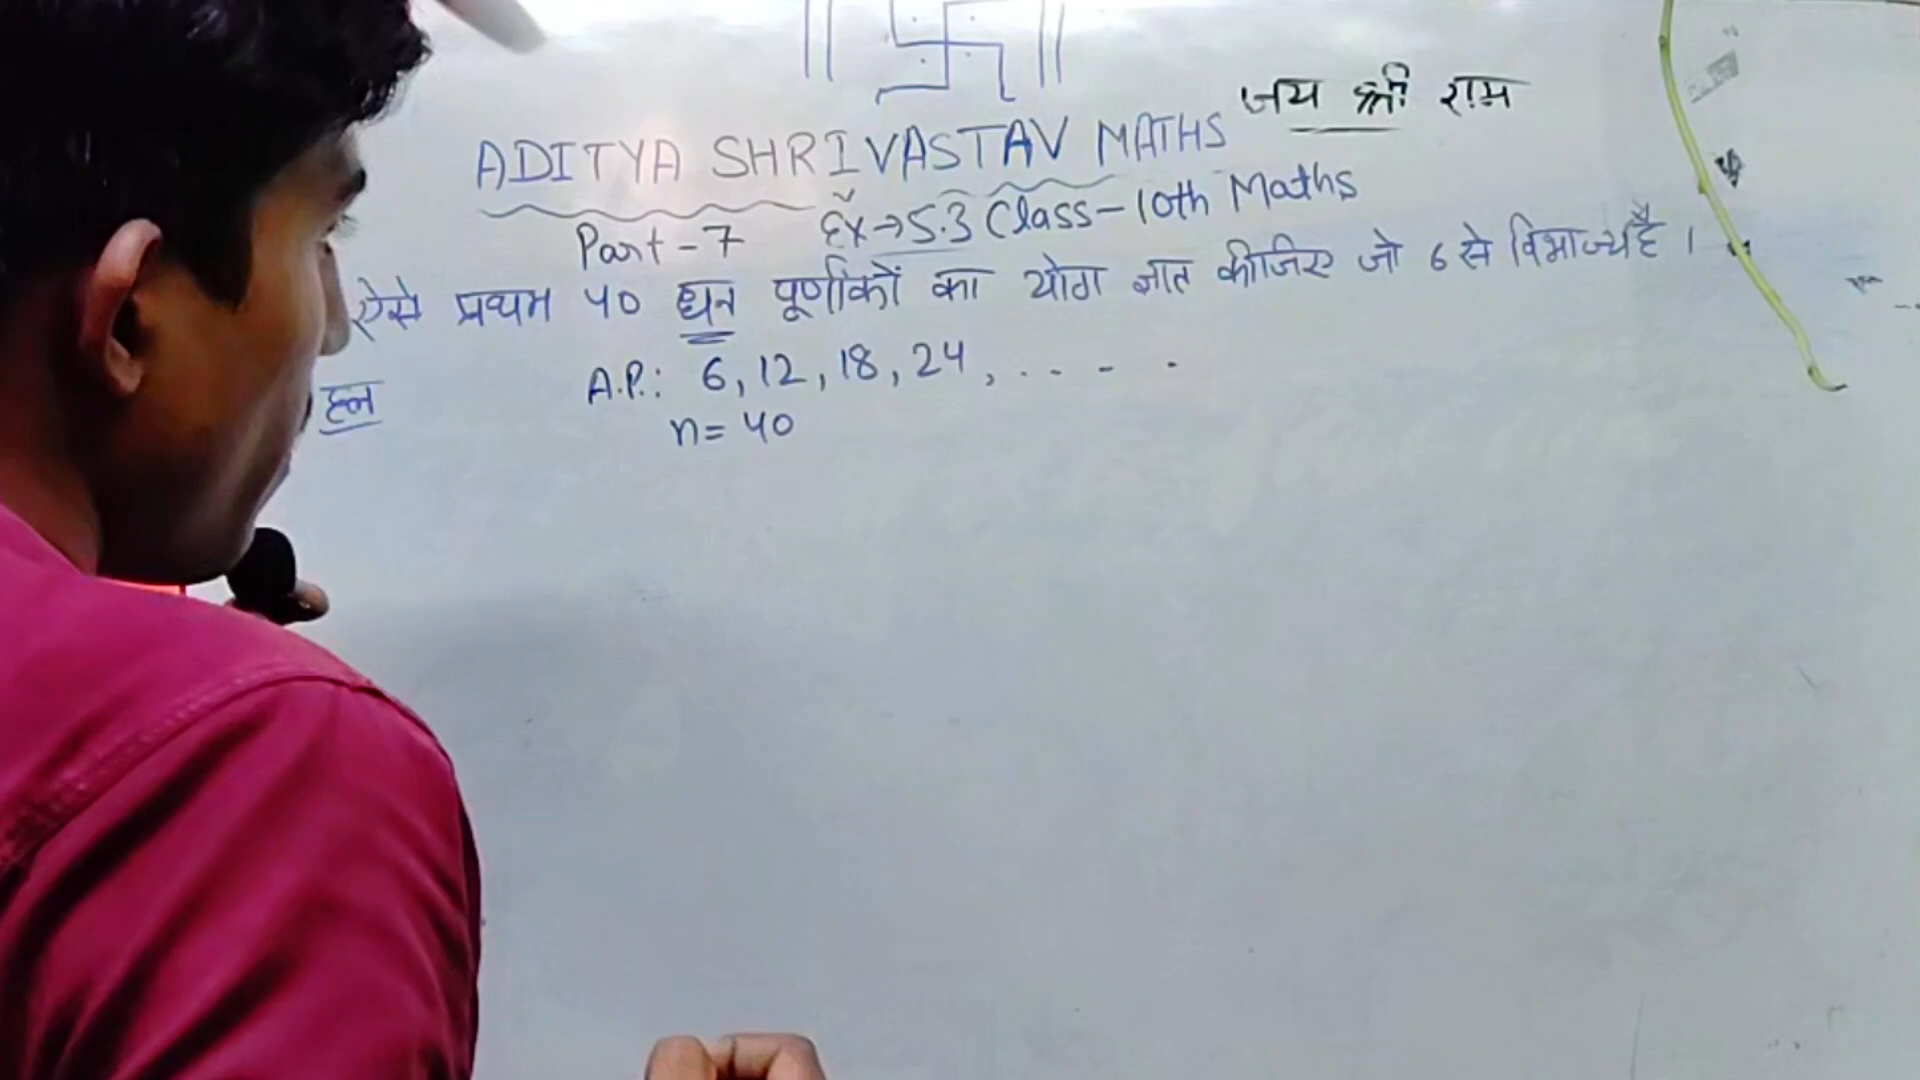 जय श्री राम
ADITYA SHRIVASTAV MATHS
Part-7 Ex→5.3 Class-10th Maths
ऐसे प्रथम 40 धन पूर्णांकों का योग ज्ञात कीजिए जो 6 से विभाज्य है।
हल A.P.: 6, 12, 18, 24, . . - .
n=40